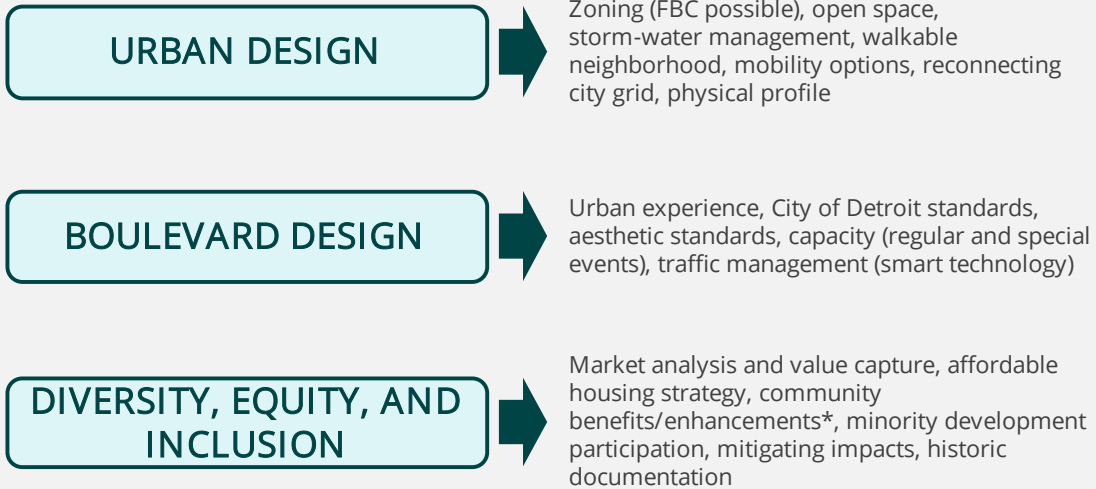 URBAN DESIGN
Zoning (FBC possible), open space,
storm-water management, walkable
neighborhood, mobility options, reconnecting
city grid, physical profile
BOULEVARD DESIGN
Urban experience, City of Detroit standards,
aesthetic standards, capacity (regular and special
events), traffic management (smart technology)
DIVERSITY, EQUITY, AND
INCLUSION
Market analysis and value capture, affordable
housing strategy, community
benefits/enhancements*, minority development
participation, mitigating impacts, historic
documentation